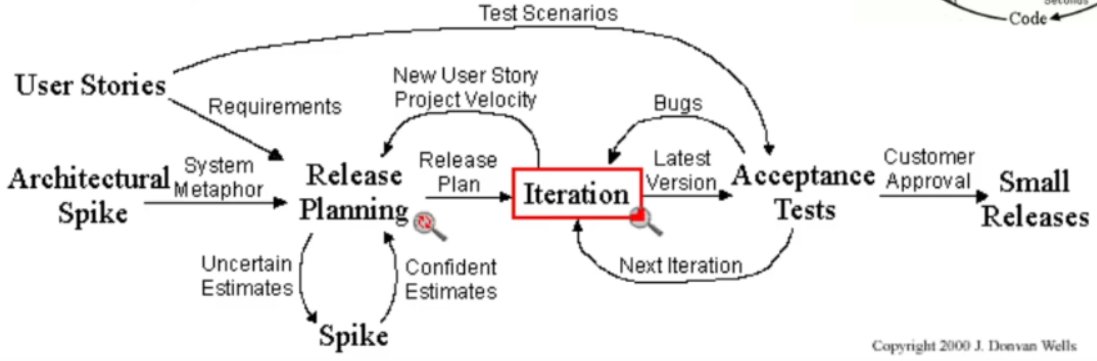 Test Scenarios
Seconds
Code
User Stories
New User Story
Project Velocity
Bugs
Requirements
Architectural
Spike
System
Metaphor
Release
Planning
Release
Plan
Iteration
Latest
Version
Acceptance
Tests
Customer
Approval
Small
Releases
Uncertain
Estimates
Confident
Estimates
Next Iteration
Spike
Copyright 2000 J. Donvan Wells